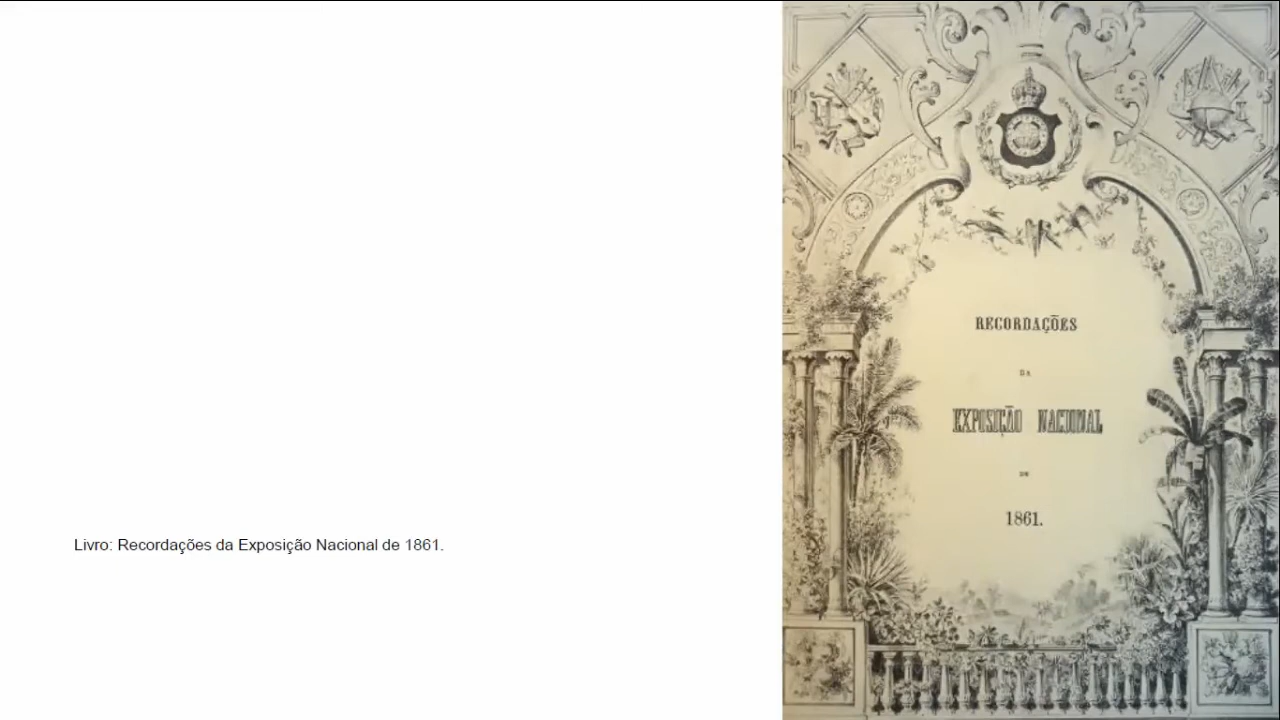 Livro: Recordações da Exposição Nacional de 1861.
RECORDAÇÕES
DA
EXPOSIÇÃO NACIONAL
DE
1861.